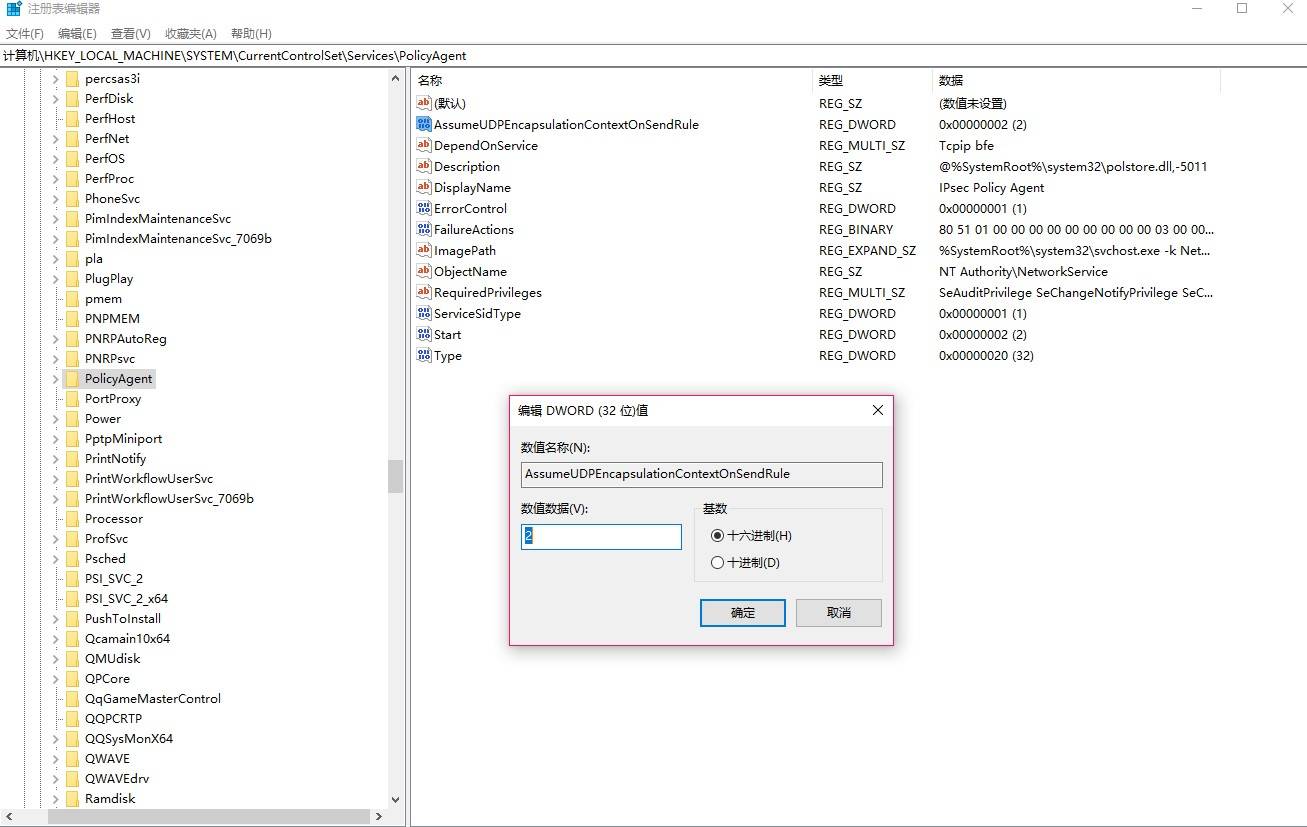 注册表编辑器
文件(F) 编辑(E) 查看(V) 收藏夹(A) 帮助(H)
计算机\HKEY_LOCAL_MACHINE\SYSTEM\CurrentControlSet\Services\PolicyAgent
percsas3i
PerfDisk
PerfHost
PerfNet
PerfOS
PerfProc
PhoneSvc
PimIndexMaintenanceSvc
PimIndexMaintenanceSvc_7069b
pla
PlugPlay
pmem
PNPMEM
PNRPAutoReg
PNRPsvc
PolicyAgent
PortProxy
Power
PptpMiniport
PrintNotify
PrintWorkflowUserSvc
PrintWorkflowUserSvc_7069b
Processor
ProfSvc
Psched
PSI_SVC_2
PSI_SVC_2_x64
PushToInstall
Qcamain10x64
QMUdisk
QPCore
QqGameMasterControl
QQPCRTP
QQSysMonX64
QWAVE
QWAVEdrv
Ramdisk
名称 类型 数据
(默认) REG_SZ (数值未设置)
AssumeUDPEncapsulationContextOnSendRule REG_DWORD 0x00000002 (2)
DependOnService REG_MULTI_SZ Tcpip bfe
Description REG_SZ @%SystemRoot%\system32\polstore.dll,-5011
DisplayName REG_SZ IPsec Policy Agent
ErrorControl REG_DWORD 0x00000001 (1)
FailureActions REG_BINARY 80 51 01 00 00 00 00 00 00 00 00 00 03 00 00...
ImagePath REG_EXPAND_SZ %SystemRoot%\system32\svchost.exe -k Net...
ObjectName REG_SZ NT Authority\NetworkService
RequiredPrivileges REG_MULTI_SZ SeAuditPrivilege SeChangeNotifyPrivilege SeC...
ServiceSidType REG_DWORD 0x00000001 (1)
Start REG_DWORD 0x00000002 (2)
Type REG_DWORD 0x00000020 (32)
编辑 DWORD (32 位)值
数值名称(N):
AssumeUDPEncapsulationContextOnSendRule
数值数据(V):
2
基数
十六进制(H)
十进制(D)
确定 取消